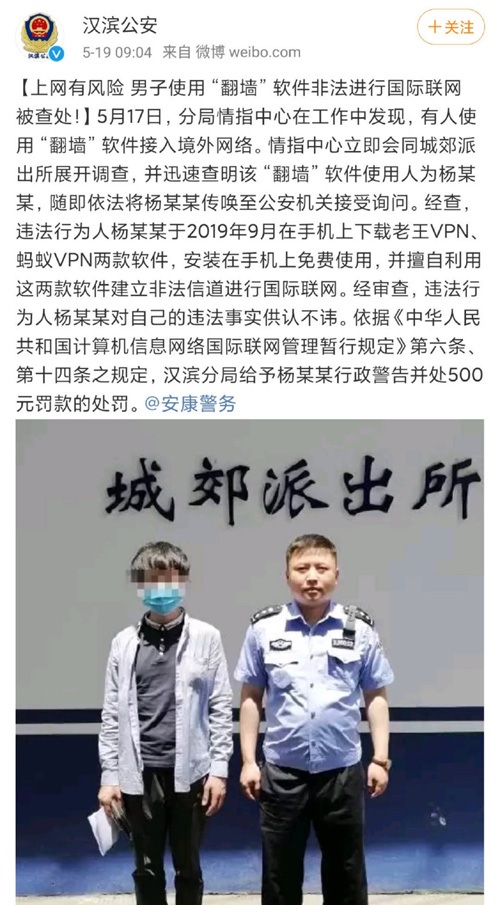 汉滨公安
+关注
5-19 09:04 来自 微博 weibo.com
【上网有风险 男子使用“翻墙”软件非法进行国际联网
被查处！】5月17日，分局情指中心在工作中发现，有人使
用“翻墙”软件接入境外网络。情指中心立即会同城郊派
出所展开调查，并迅速查明该“翻墙”软件使用人为杨某
某，随即依法将杨某某传唤至公安机关接受询问。经查，
违法行为人杨某某于2019年9月在手机上下载老王VPN、
蚂蚁VPN两款软件，安装在手机上免费使用，并擅自利用
这两款软件建立非法信道进行国际联网。经审查，违法行
为人杨某某对自己的违法事实供认不讳。依据《中华人民
共和国计算机信息网络国际联网管理暂行规定》第六条、
第十四条之规定，汉滨分局给予杨某某行政警告并处500
元罚款的处罚。@安康警务
城郊派出所